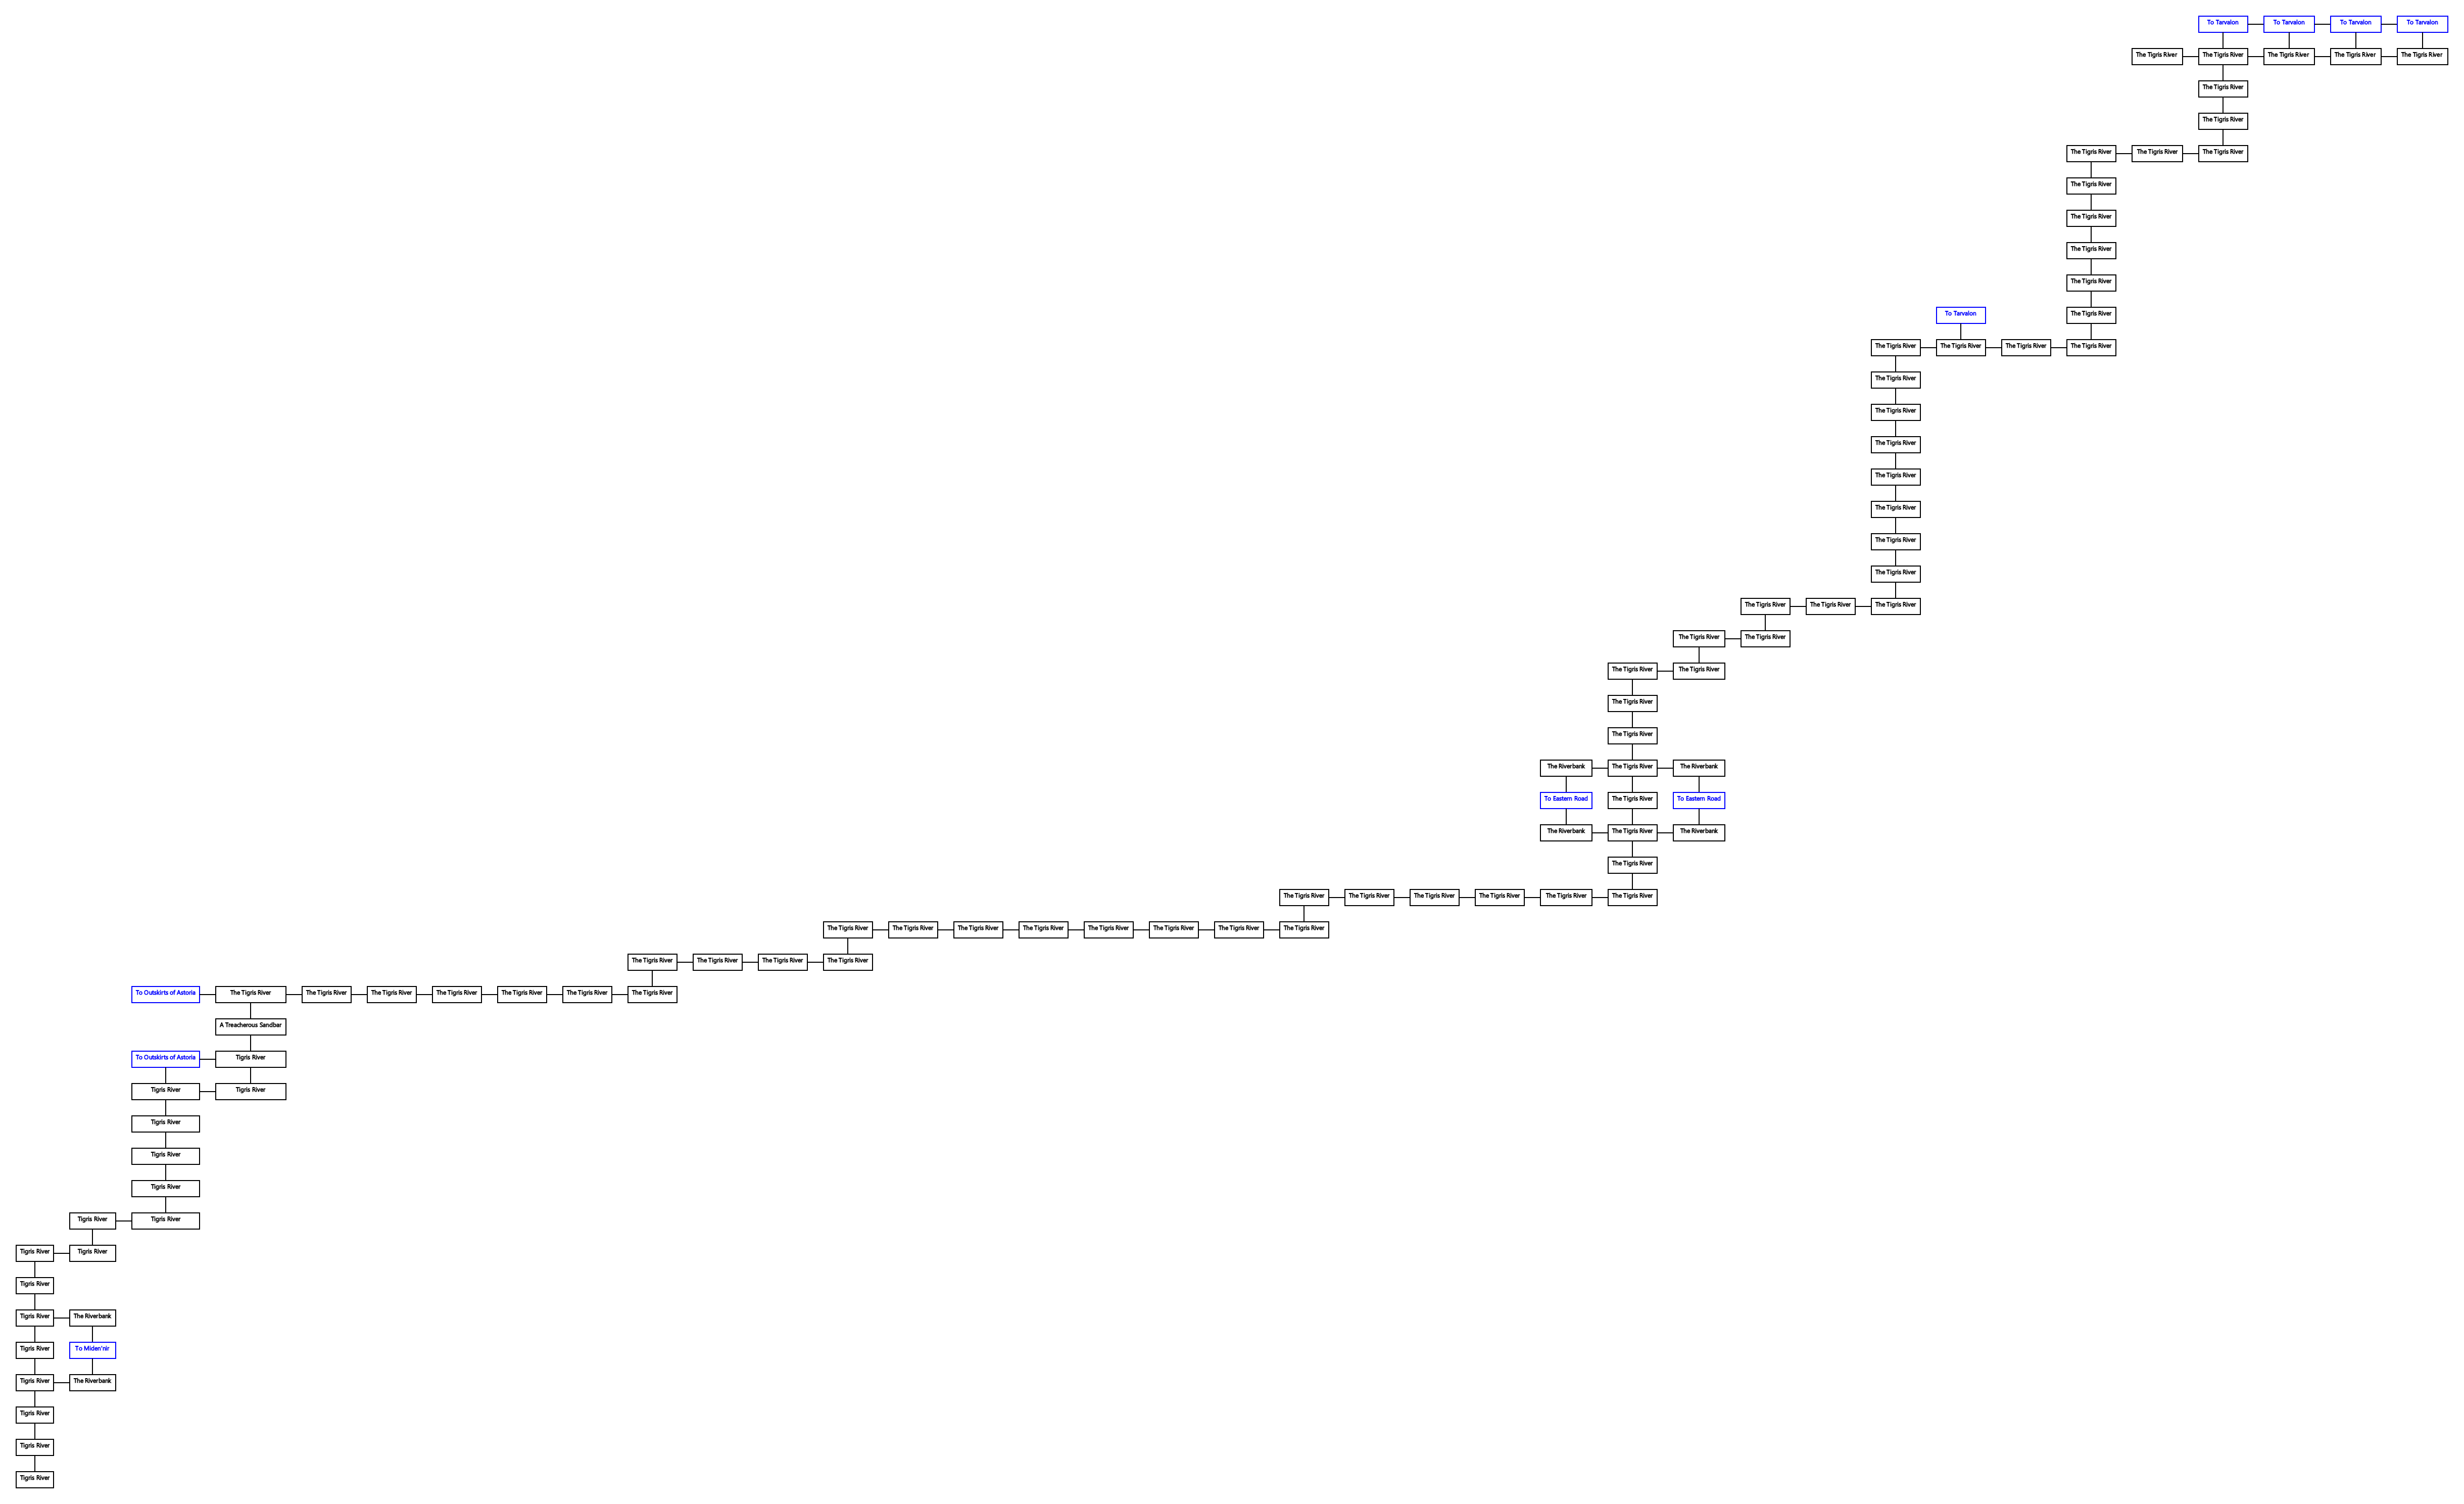 To Tarvalon To Tarvalon To Tarvalon To Tarvalon
The Tigris River The Tigris River The Tigris River The Tigris River The Tigris River
The Tigris River
The Tigris River
The Tigris River The Tigris River The Tigris River
The Tigris River
The Tigris River
The Tigris River
The Tigris River
To Tarvalon The Tigris River
The Tigris River The Tigris River The Tigris River The Tigris River
The Tigris River
The Tigris River
The Tigris River
The Tigris River
The Tigris River
The Tigris River
The Tigris River
The Tigris River The Tigris River The Tigris River
The Tigris River The Tigris River
The Tigris River The Tigris River
The Tigris River
The Tigris River
The Riverbank The Tigris River The Riverbank
To Eastern Road The Tigris River To Eastern Road
The Riverbank The Tigris River The Riverbank
The Tigris River
The Tigris River The Tigris River The Tigris River The Tigris River The Tigris River The Tigris River
The Tigris River The Tigris River The Tigris River The Tigris River The Tigris River The Tigris River The Tigris River The Tigris River
The Tigris River The Tigris River The Tigris River The Tigris River
To Outskirts of Astoria The Tigris River The Tigris River The Tigris River The Tigris River The Tigris River The Tigris River The Tigris River
A Treacherous Sandbar
To Outskirts of Astoria Tigris River
Tigris River Tigris River
Tigris River
Tigris River
Tigris River
Tigris River Tigris River
Tigris River Tigris River
Tigris River
Tigris River The Riverbank
Tigris River To Miden'nir
Tigris River The Riverbank
Tigris River
Tigris River
Tigris River